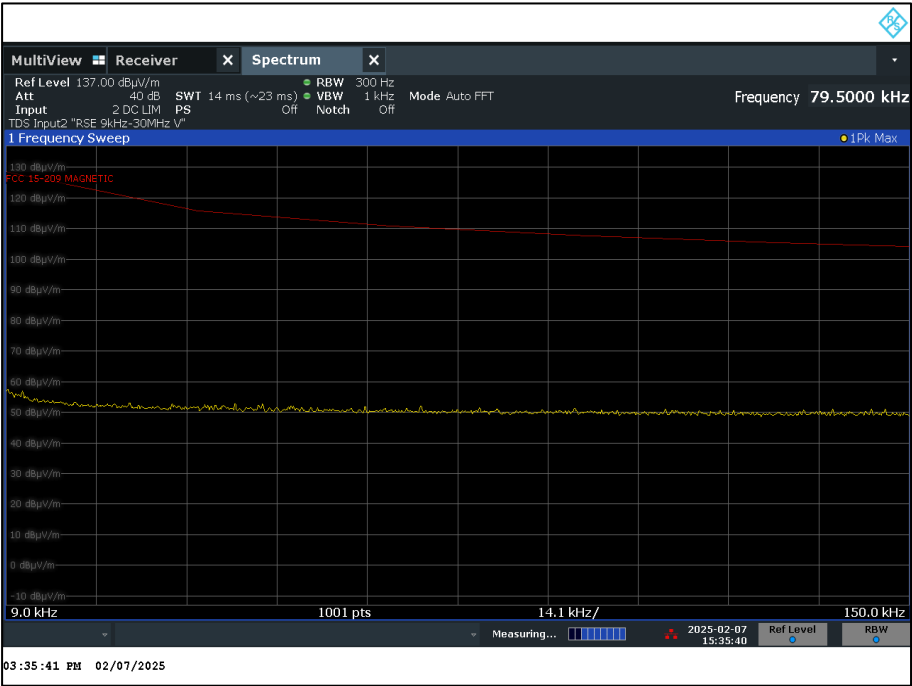 R S
MultiView Receiver X Spectrum X
Ref Level 137.00 dBµV/m RBW 300 Hz
Att 40 dB SWT 14 ms (~23 ms) VBW 1 kHz Mode Auto FFT Frequency 79.5000 kHz
Input 2 DC LIM PS Off Notch Off
TDS Input2 "RSE 9kHz-30MHz V"
1 Frequency Sweep 1Pk Max
130 dBµV/m
FCC 15-209 MAGNETIC
120 dBµV/m
110 dBµV/m
100 dBµV/m
90 dBµV/m
80 dBµV/m
70 dBµV/m
60 dBµV/m
50 dBµV/m
40 dBµV/m
30 dBµV/m
20 dBµV/m
10 dBµV/m
0 dBµV/m
-10 dBµV/m
9.0 kHz 1001 pts 14.1 kHz/ 150.0 kHz
Measuring... 2025-02-07 Ref Level RBW
15:35:40
03:35:41 PM 02/07/2025